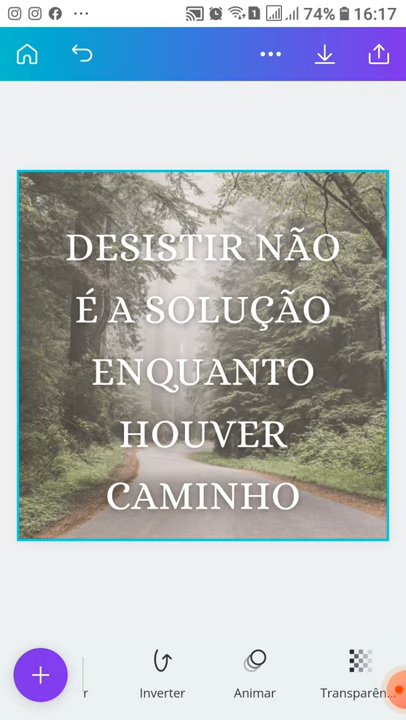 74% 16:17
DESISTIR NÃO
É A SOLUÇÃO
ENQUANTO
HOUVER
CAMINHO
r Inverter Animar Transparên...